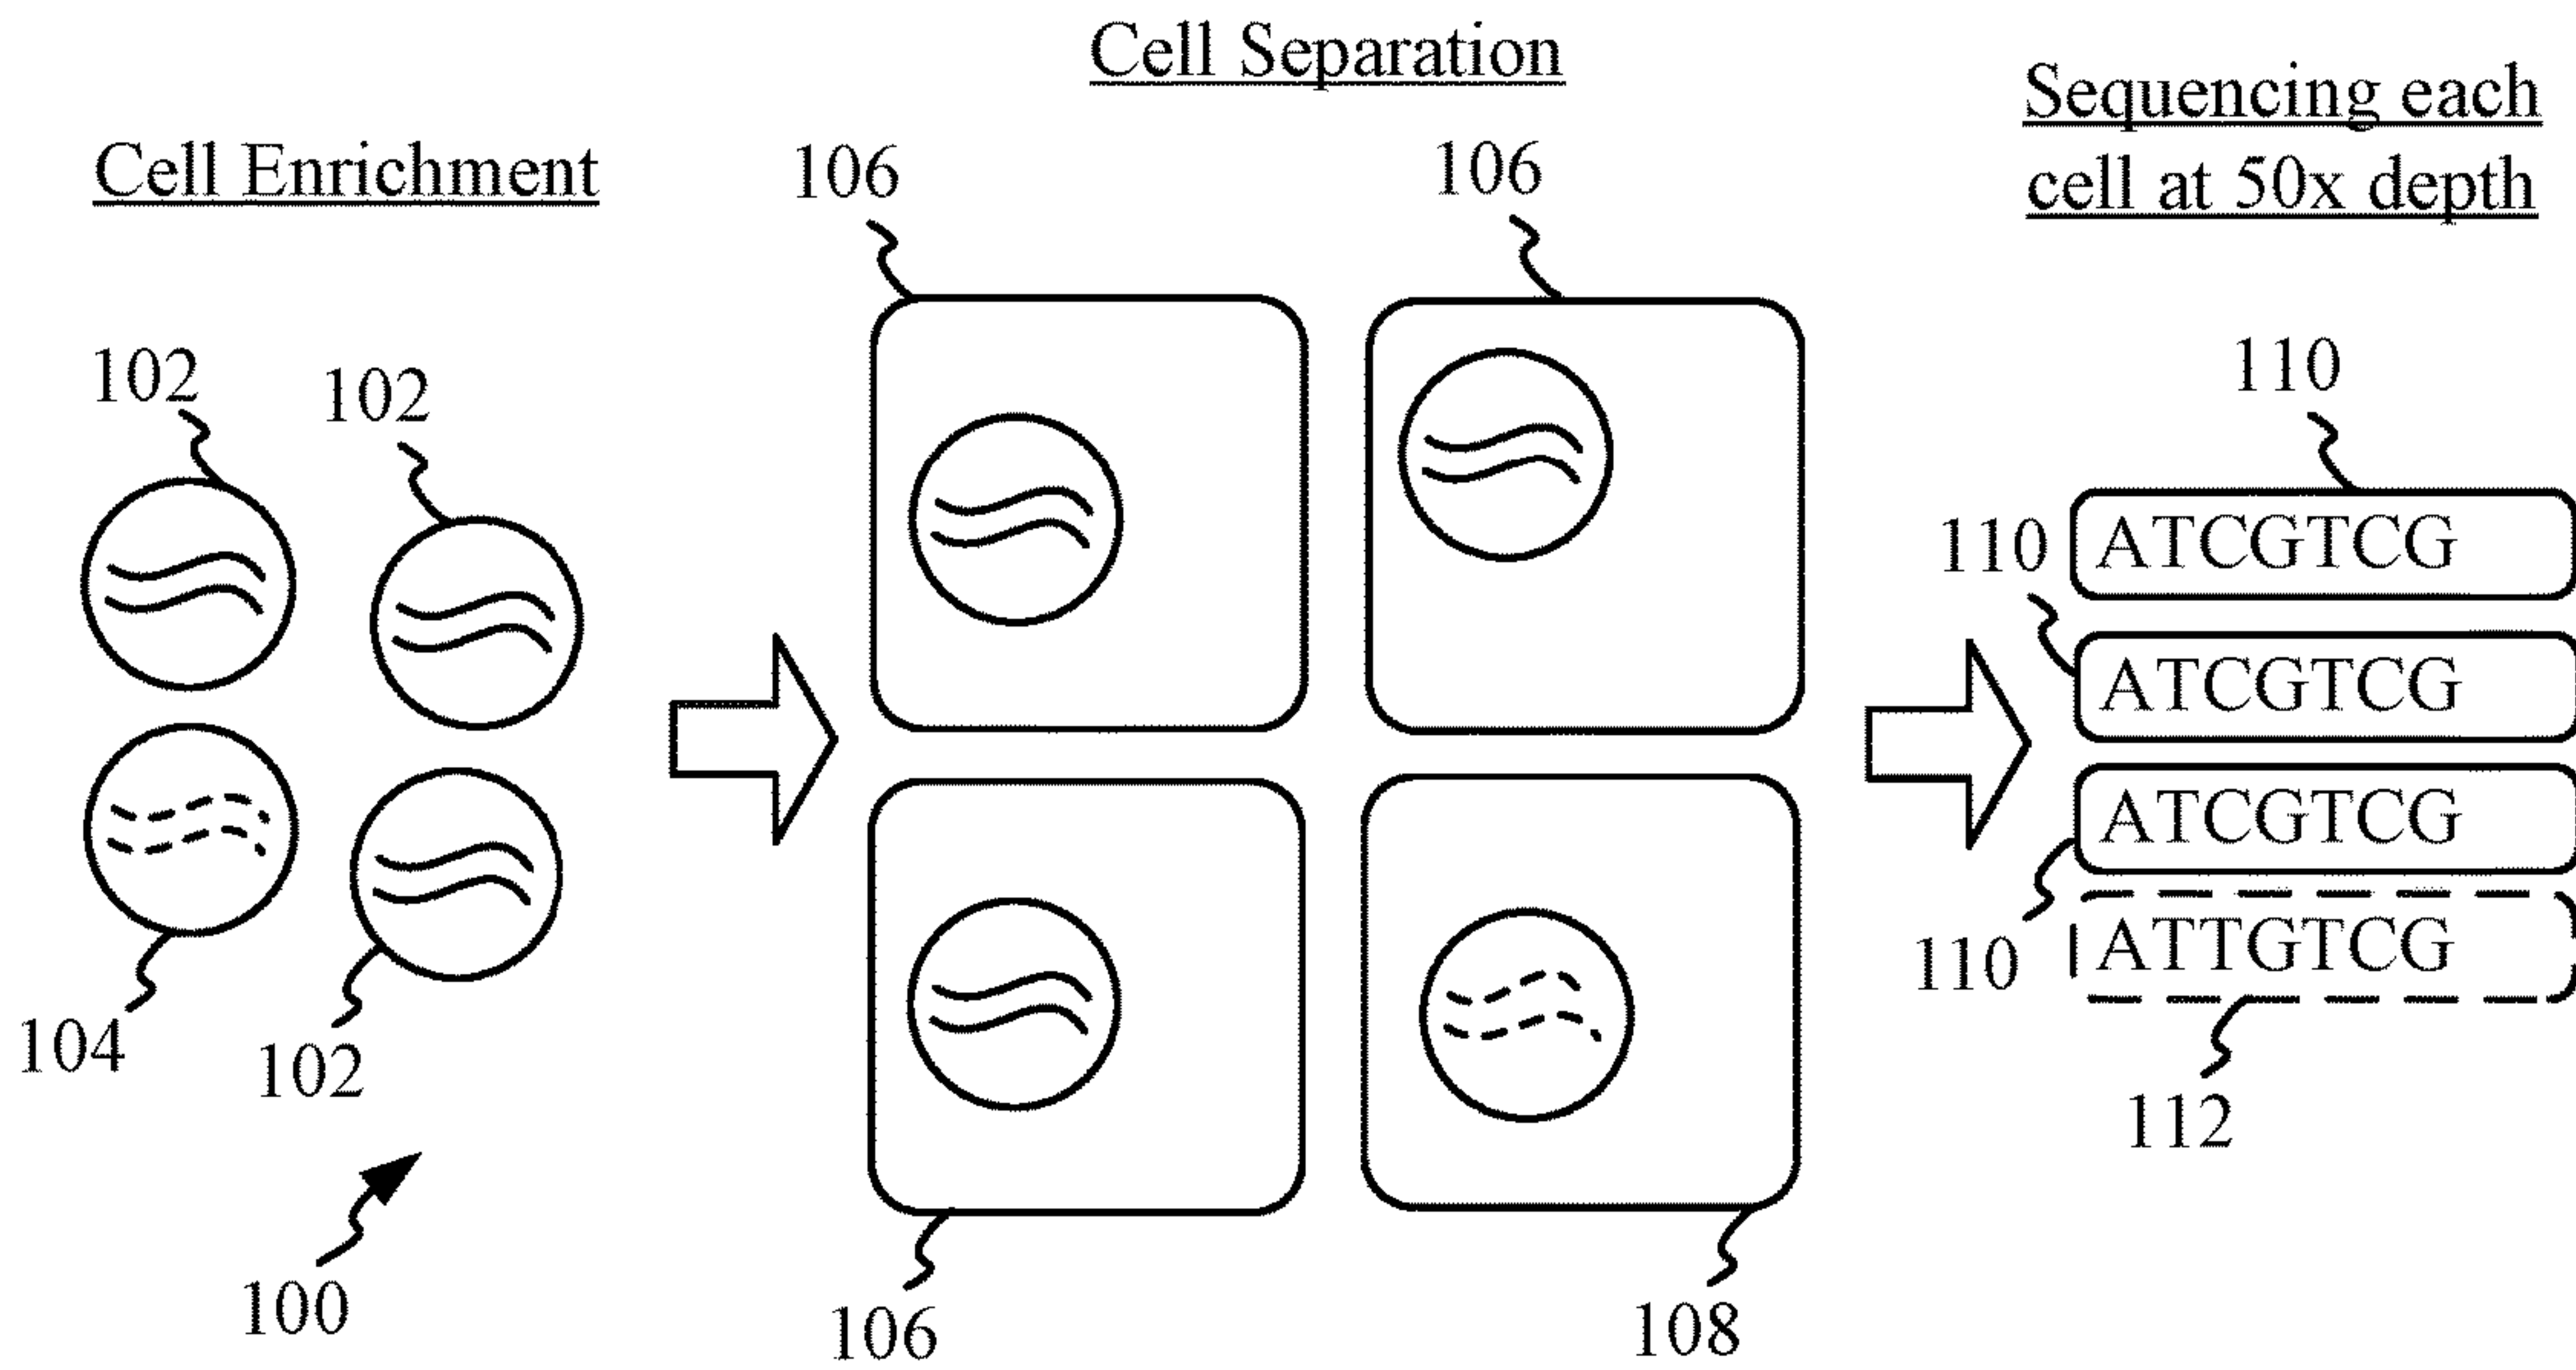 Cell Enrichment
102
102
104
102
100
Cell Separation
106
106
106
108
Sequencing each
cell at 50x depth
110
ATCGTCG
110
ATCGTCG
ATCGTCG
110
ATTGTCG
112